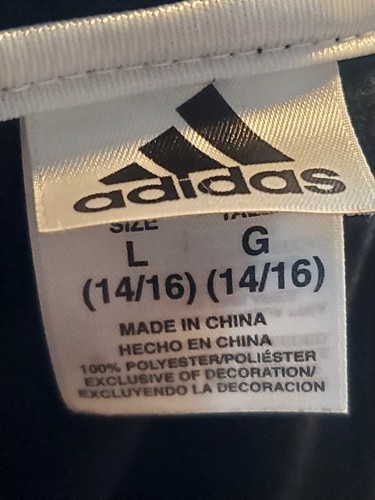 adidas
SIZE
L G
(14/16) (14/16)
MADE IN CHINA
HECHO EN CHINA
100% POLYESTER/POLIÉSTER
EXCLUSIVE OF DECORATION/
EXCLUYENDO LA DECORACION